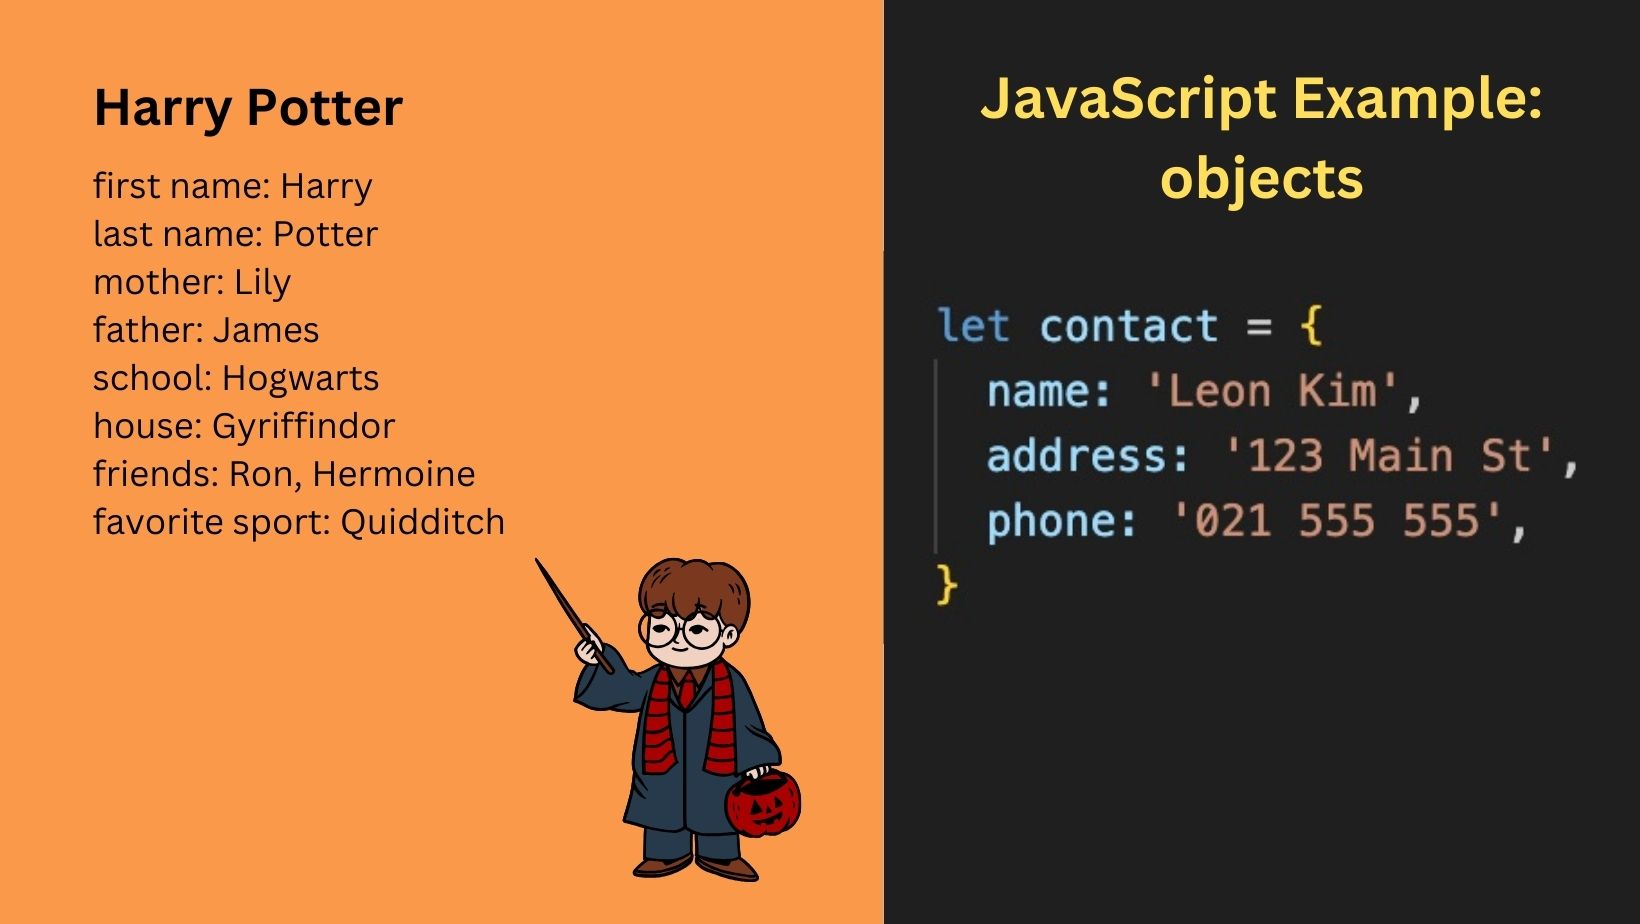 Harry Potter
first name: Harry
last name: Potter
mother: Lily
father: James
school: Hogwarts
house: Gyriffindor
friends: Ron, Hermoine
favorite sport: Quidditch
JavaScript Example:
objects
let contact = {
name: 'Leon Kim',
address: '123 Main St',
phone: '021 555 555',
}